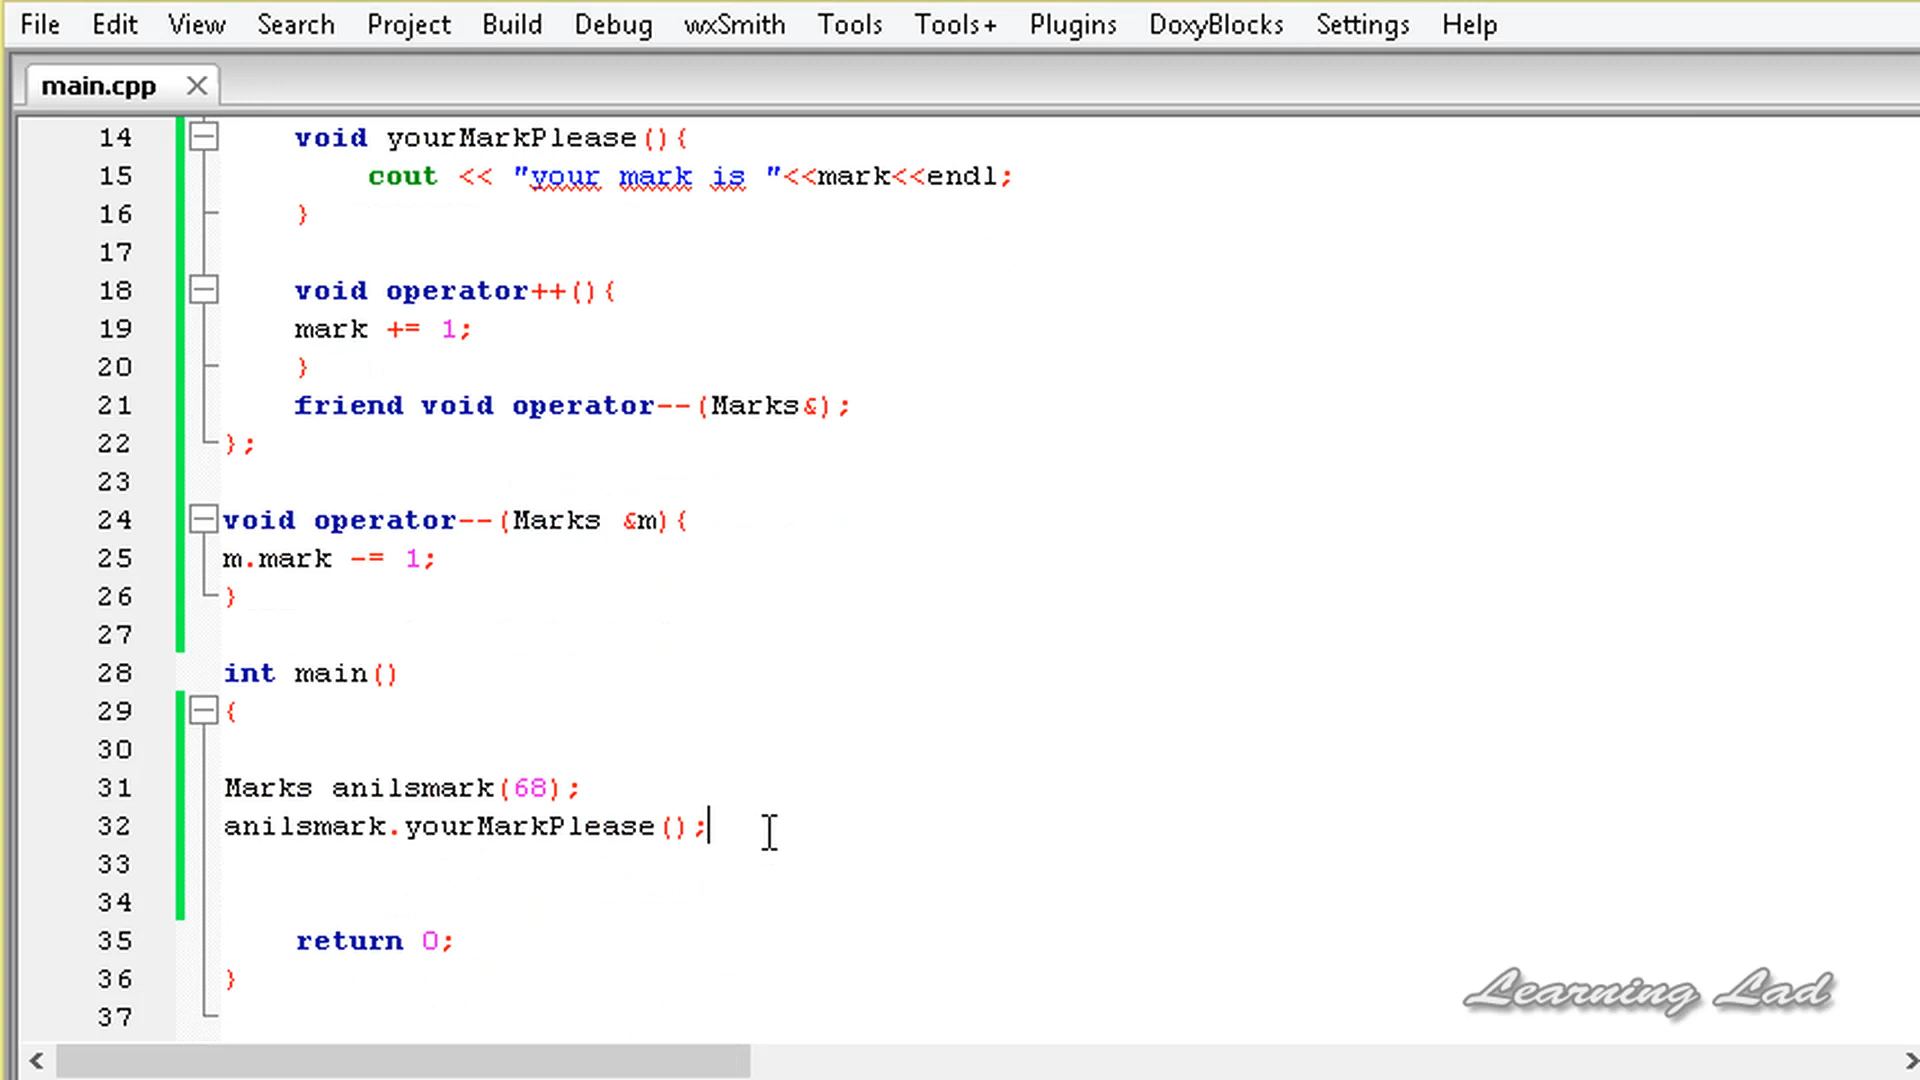 File Edit View Search Project Build Debug wxSmith Tools Tools+ Plugins DoxyBlocks Settings Help
main.cpp
14 void yourMarkPlease(){
15 cout << "your mark is "<<mark<<endl;
16 }
17
18 void operator++(){
19 mark += 1;
20 }
21 friend void operator--(Marks&);
22 };
23
24 void operator--(Marks &m){
25 m.mark -= 1;
26 }
27
28 int main()
29 {
30
31 Marks anilsmark(68);
32 anilsmark.yourMarkPlease();
33
34
35 return 0;
36 }
37
Learning Lad